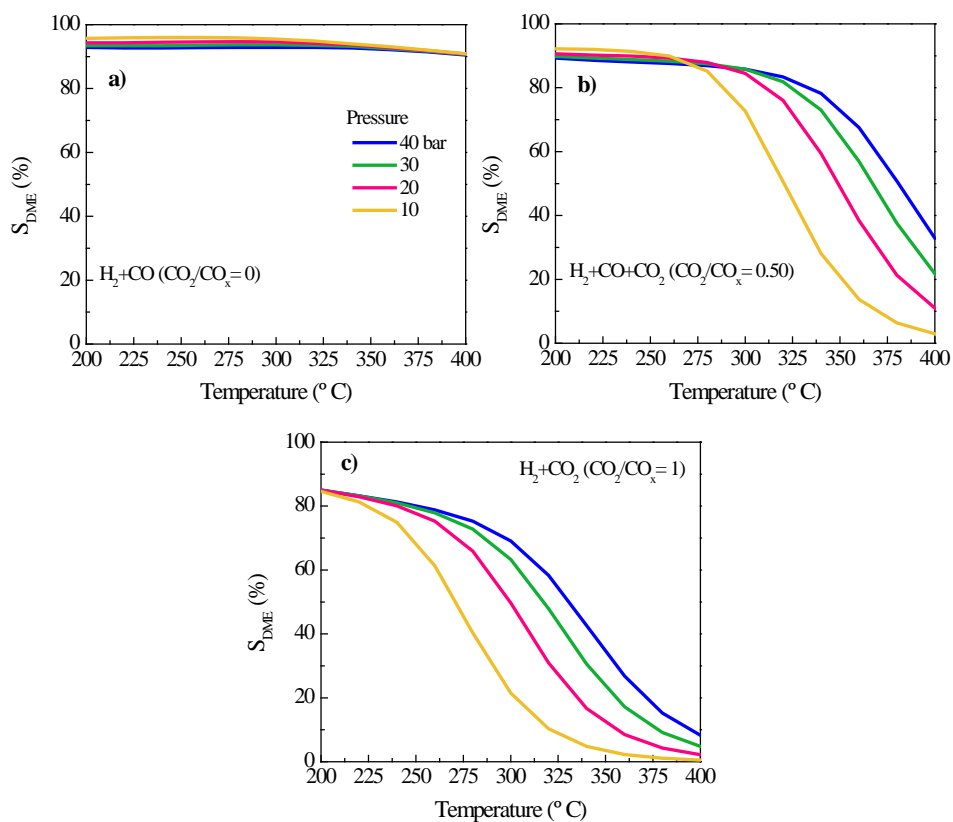 100
80
60
40
20
0
S_DME (%)
a)
Pressure
40 bar
30
20
10
H₂+CO (CO₂/COₓ= 0)
200 225 250 275 300 325 350 375 400
Temperature (º C)
100
80
60
40
20
0
S_DME (%)
b)
H₂+CO+CO₂ (CO₂/COₓ= 0.50)
200 225 250 275 300 325 350 375 400
Temperature (º C)
100
80
60
40
20
0
S_DME (%)
c)
H₂+CO₂ (CO₂/COₓ= 1)
200 225 250 275 300 325 350 375 400
Temperature (º C)